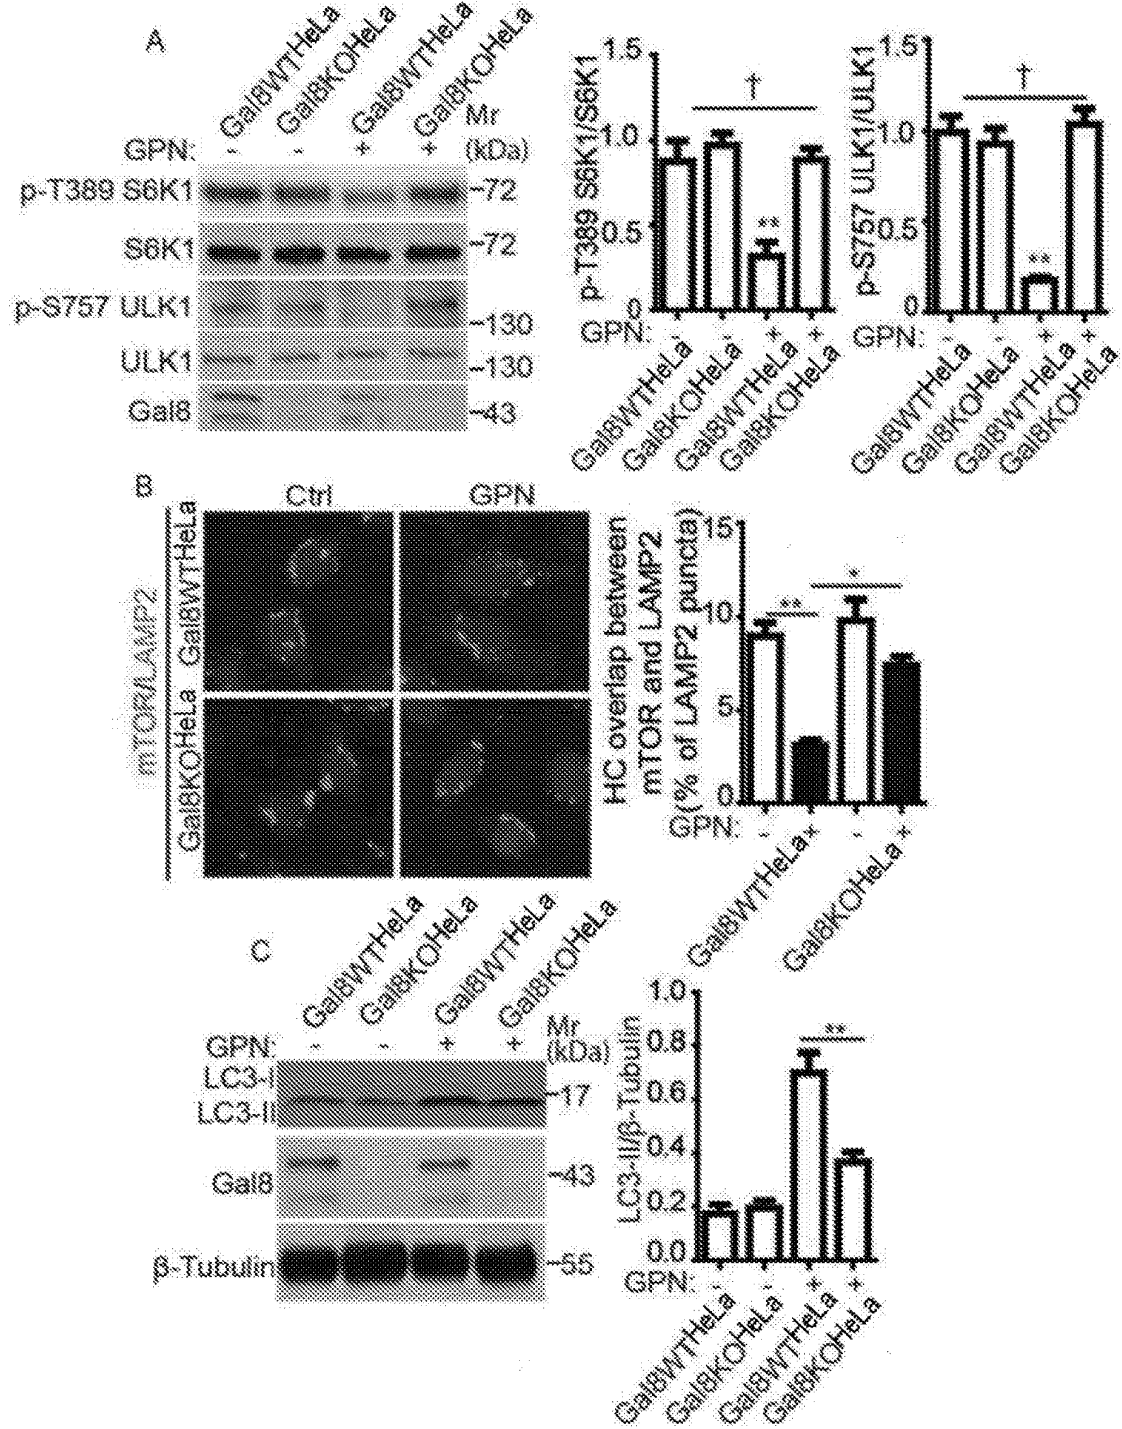 A
Gal8WTHeLa
Gal8KOHeLa
Gal8WTHeLa
Gal8KOHeLa
Mr
(kDa)
GPN: - - + +
p-T389 S6K1 -72
S6K1 -72
p-S757 ULK1 -130
ULK1 -130
Gal8 -43
p-T389 S6K1/S6K1
1.5
1.0
0.5
0
†
**
GPN: - - + +
Gal8WTHeLa
Gal8KOHeLa
Gal8WTHeLa
Gal8KOHeLa
p-S757 ULK1/ULK1
1.5
1.0
0.5
0
†
**
GPN: - - + +
Gal8WTHeLa
Gal8KOHeLa
Gal8WTHeLa
Gal8KOHeLa
B
Ctrl GPN
mTOR/LAMP2
Gal8WTHeLa
Gal8KOHeLa
HC overlap between
mTOR and LAMP2
(% of LAMP2 puncta)
15
10
5
0
**
*
GPN: - + - +
Gal8WTHeLa
Gal8KOHeLa
C
Gal8WTHeLa
Gal8KOHeLa
Gal8WTHeLa
Gal8KOHeLa
Mr
(kDa)
GPN: - - + +
LC3-I
LC3-II -17
Gal8 -43
β-Tubulin -55
LC3-II/β-Tubulin
1.0
0.8
0.6
0.4
0.2
0.0
**
GPN: - - + +
Gal8WTHeLa
Gal8KOHeLa
Gal8WTHeLa
Gal8KOHeLa